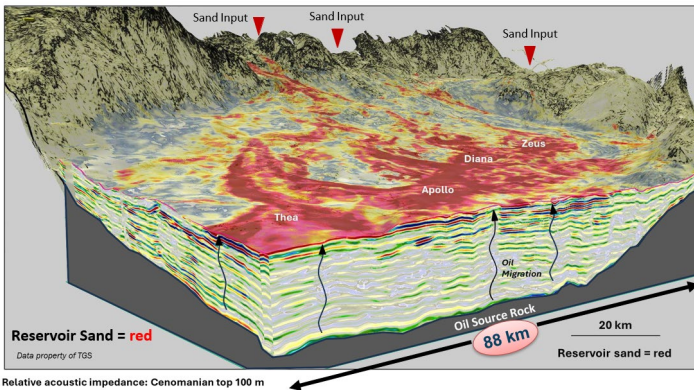 Sand Input
Sand Input
Sand Input
Zeus
Diana
Apollo
Thea
Oil
Migration
Oil Source Rock
88 km
20 km
Reservoir Sand = red
Reservoir sand = red
Data property of TGS
Relative acoustic impedance: Cenomanian top 100 m